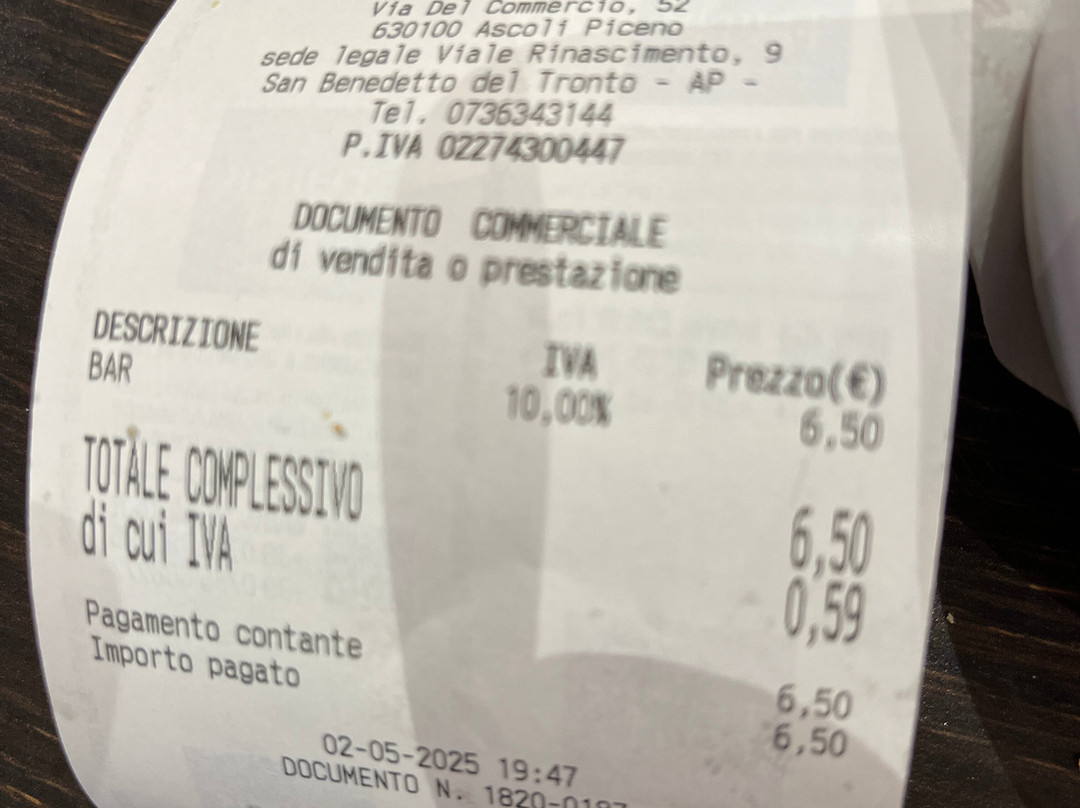 Via Del Commercio, 52
630100 Ascoli Piceno
sede legale Viale Rinascimento, 9
San Benedetto del Tronto - AP -
Tel. 0736343144
P.IVA 02274300447
DOCUMENTO COMMERCIALE
di vendita o prestazione
DESCRIZIONE IVA Prezzo(€)
BAR 10,00% 6,50
TOTALE COMPLESSIVO 6,50
di cui IVA 0,59
Pagamento contante 6,50
Importo pagato 6,50
02-05-2025 19:47
DOCUMENTO N.